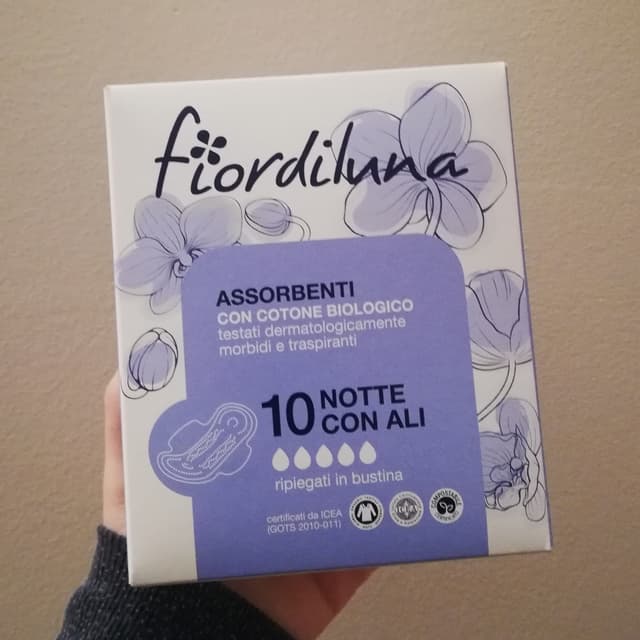 fiordiluna
ASSORBENTI
CON COTONE BIOLOGICO
testati dermatologicamente
morbidi e traspiranti
10 NOTTE
CON ALI
ripiegati in bustina
certificati da ICEA
(GOTS 2010-011)